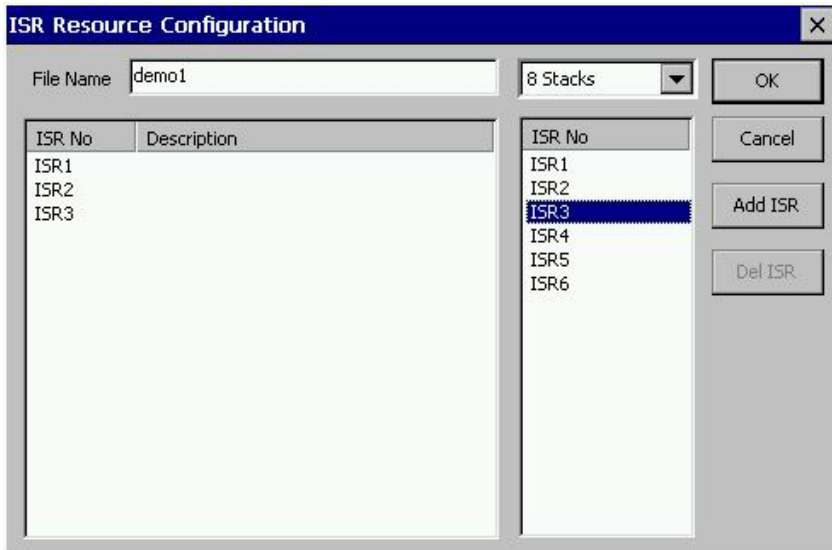 ISR Resource Configuration
File Name demo1 8 Stacks OK
ISR No Description ISR No Cancel
ISR1 ISR1
ISR2 ISR2
ISR3 ISR3 Add ISR
ISR4
ISR5 Del ISR
ISR6